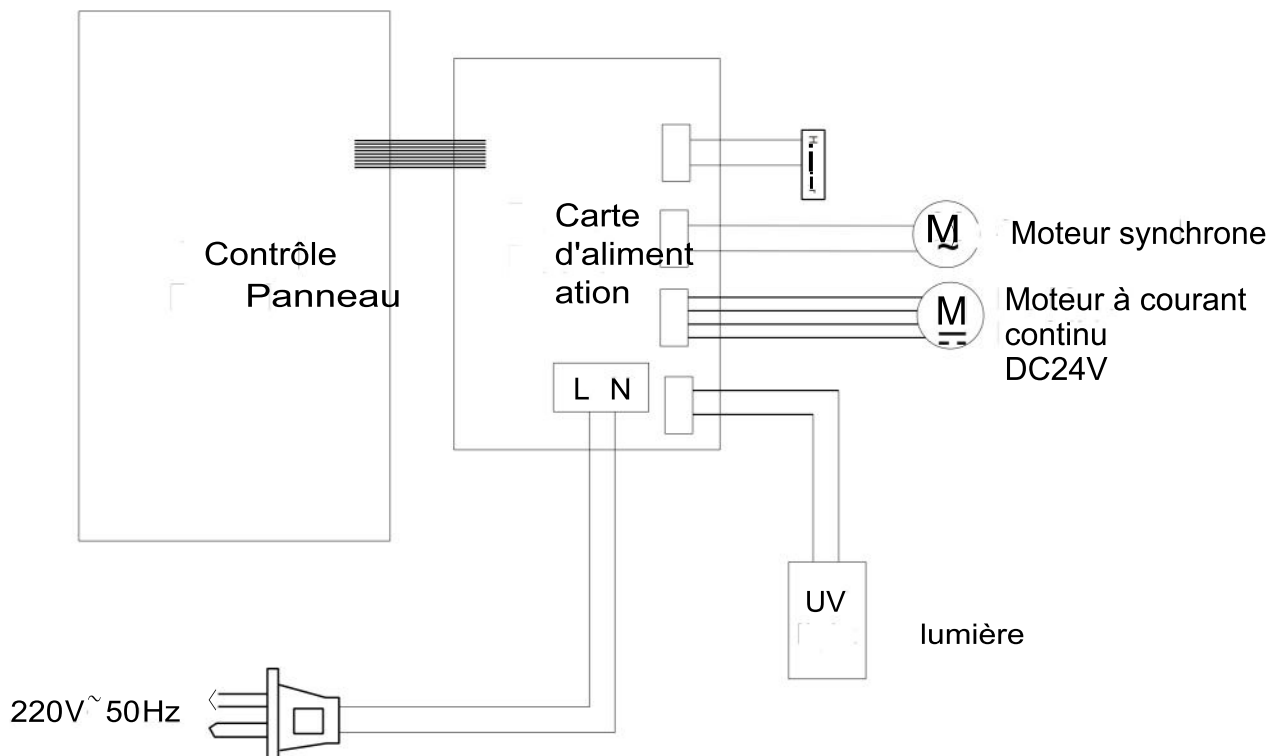 Contrôle
Panneau
Carte
d'aliment
ation
M
~
Moteur synchrone
M
Moteur à courant
continu
DC24V
L N
UV
lumière
220V~50Hz